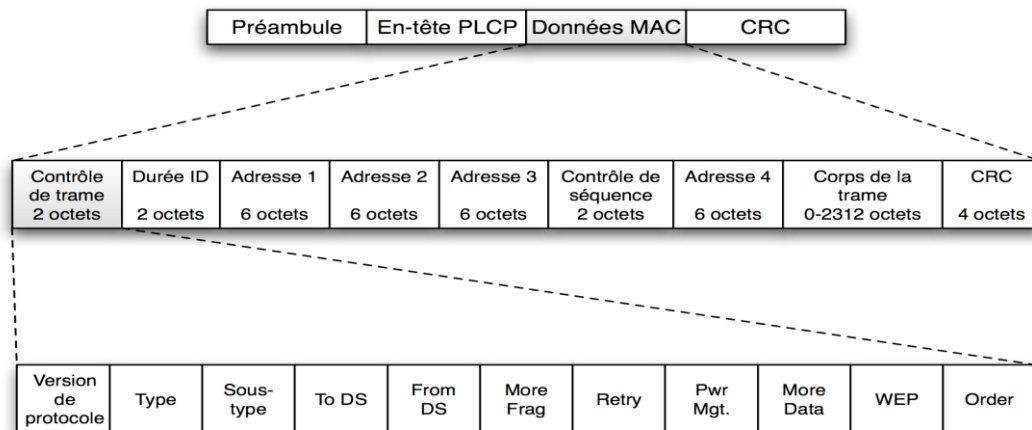 Préambule
En-tête PLCP
Données MAC
CRC
Contrôle
de trame
2 octets
Durée ID
2 octets
Adresse 1
6 octets
Adresse 2
6 octets
Adresse 3
6 octets
Contrôle de
séquence
2 octets
Adresse 4
6 octets
Corps de la
trame
0-2312 octets
CRC
4 octets
Version
de
protocole
Type
Sous-
type
To DS
From
DS
More
Frag
Retry
Pwr
Mgt.
More
Data
WEP
Order